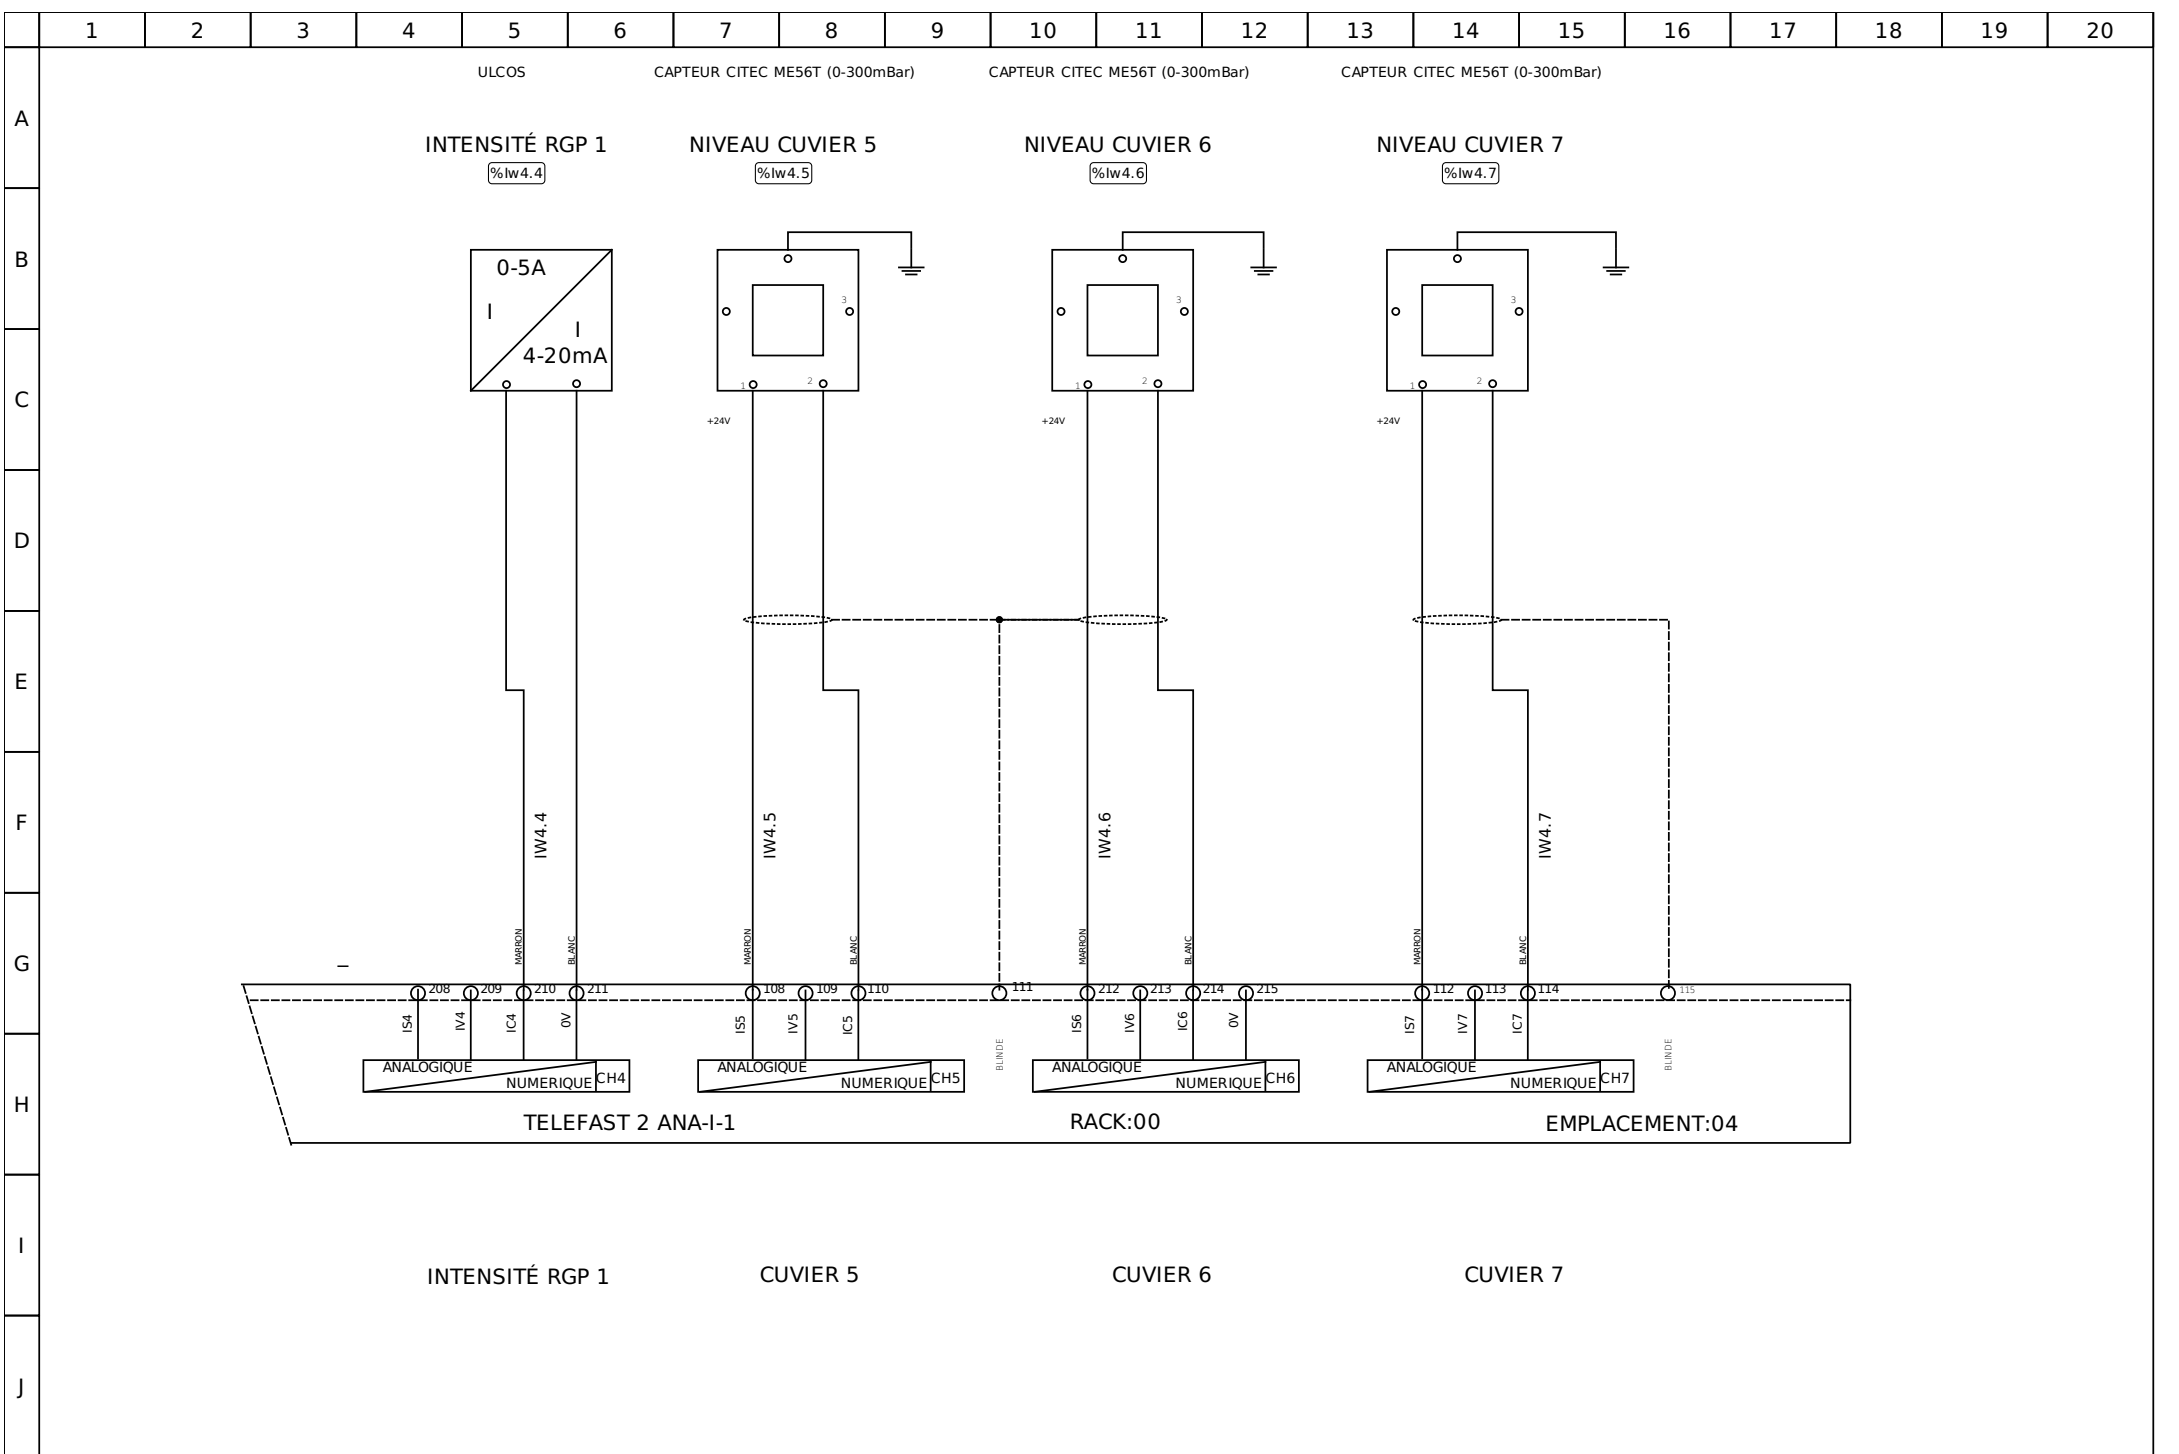 1 2 3 4 5 6 7 8 9 10 11 12 13 14 15 16 17 18 19 20
ULCOS CAPTEUR CITEC ME56T (0-300mBar) CAPTEUR CITEC ME56T (0-300mBar) CAPTEUR CITEC ME56T (0-300mBar)
A
INTENSITÉ RGP 1 NIVEAU CUVIER 5 NIVEAU CUVIER 6 NIVEAU CUVIER 7
%Iw4.4 %Iw4.5 %Iw4.6 %Iw4.7
B
0-5A
I 3 3 3
I
4-20mA
1 2 1 2 1 2
C
+24V +24V +24V
D
E
F
IW4.4 IW4.5 IW4.6 IW4.7
MARRON BLANC MARRON BLANC MARRON BLANC MARRON BLANC
G
–
208 209 210 211 108 109 110 111 212 213 214 215 112 113 114 115
IS4 IV4 IC4 0V IS5 IV5 IC5 IS6 IV6 IC6 0V IS7 IV7 IC7
BLINDE BLINDE
ANALOGIQUE ANALOGIQUE ANALOGIQUE ANALOGIQUE
NUMERIQUE CH4 NUMERIQUE CH5 NUMERIQUE CH6 NUMERIQUE CH7
H
TELEFAST 2 ANA-I-1 RACK:00 EMPLACEMENT:04
I
INTENSITÉ RGP 1 CUVIER 5 CUVIER 6 CUVIER 7
J